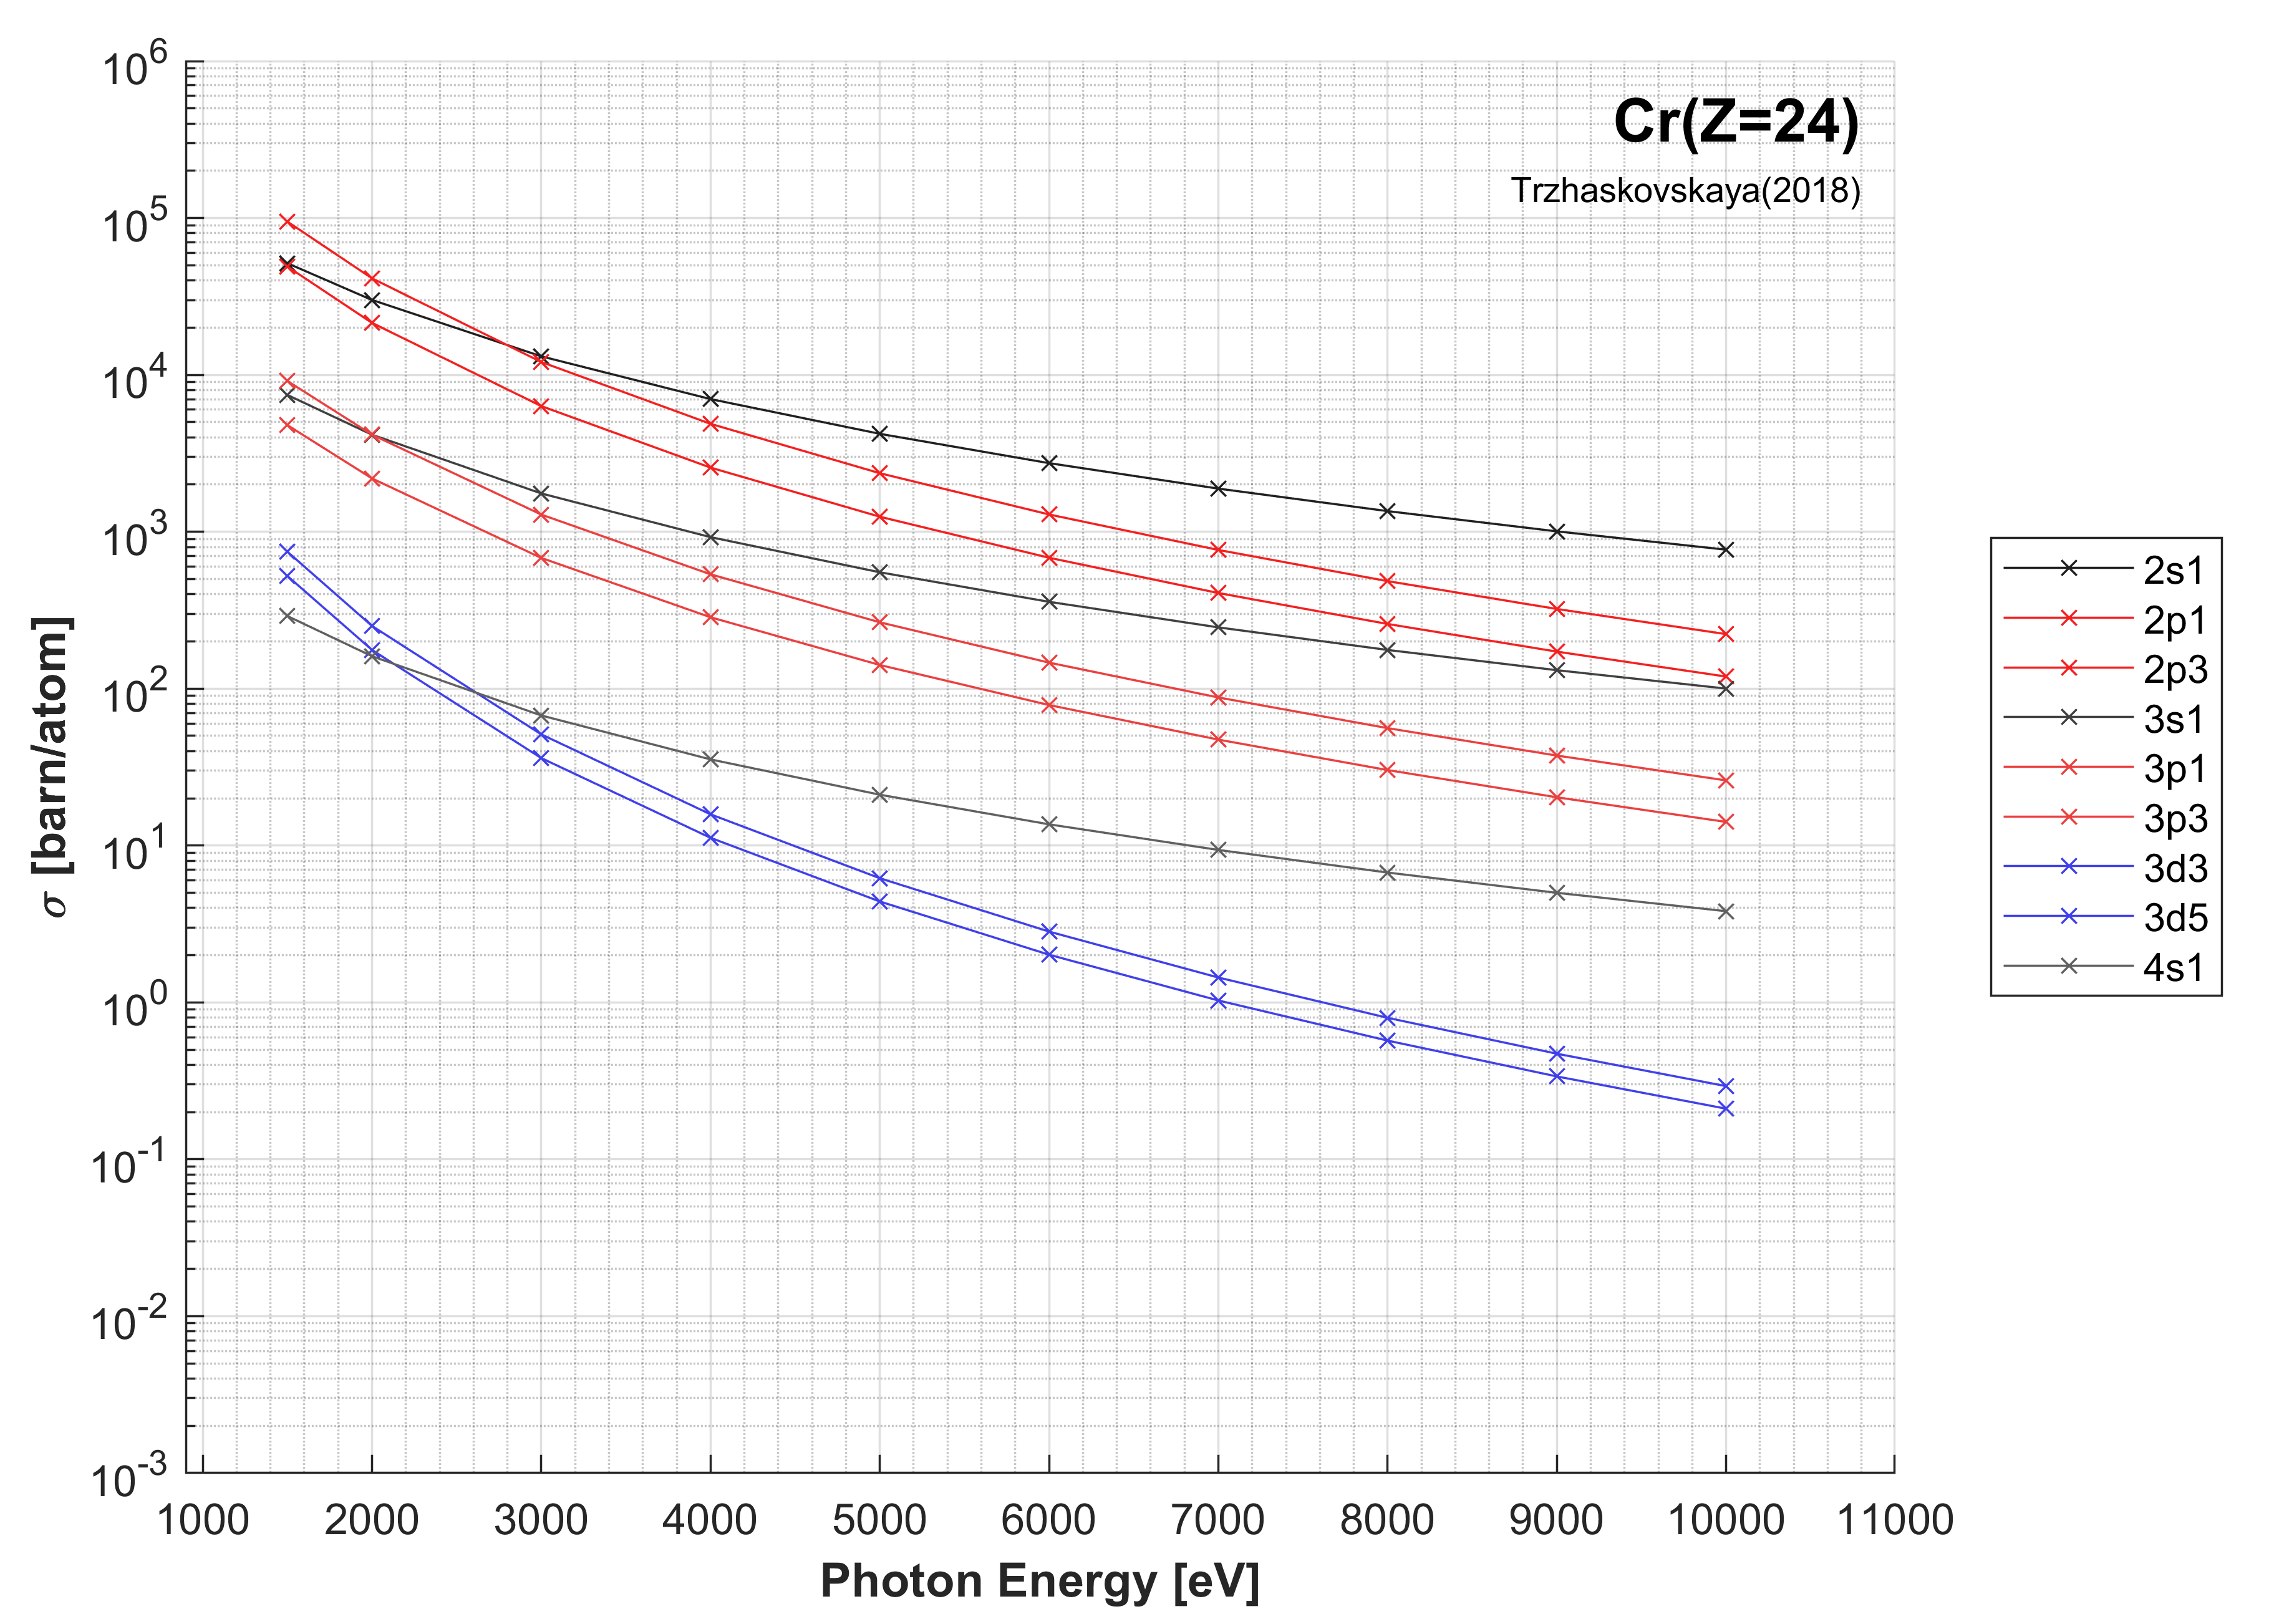 Cr(Z=24)
Trzhaskovskaya(2018)
10^6
10^5
10^4
10^3
10^2
10^1
10^0
10^-1
10^-2
10^-3
σ [barn/atom]
1000 2000 3000 4000 5000 6000 7000 8000 9000 10000 11000
Photon Energy [eV]
2s1
2p1
2p3
3s1
3p1
3p3
3d3
3d5
4s1